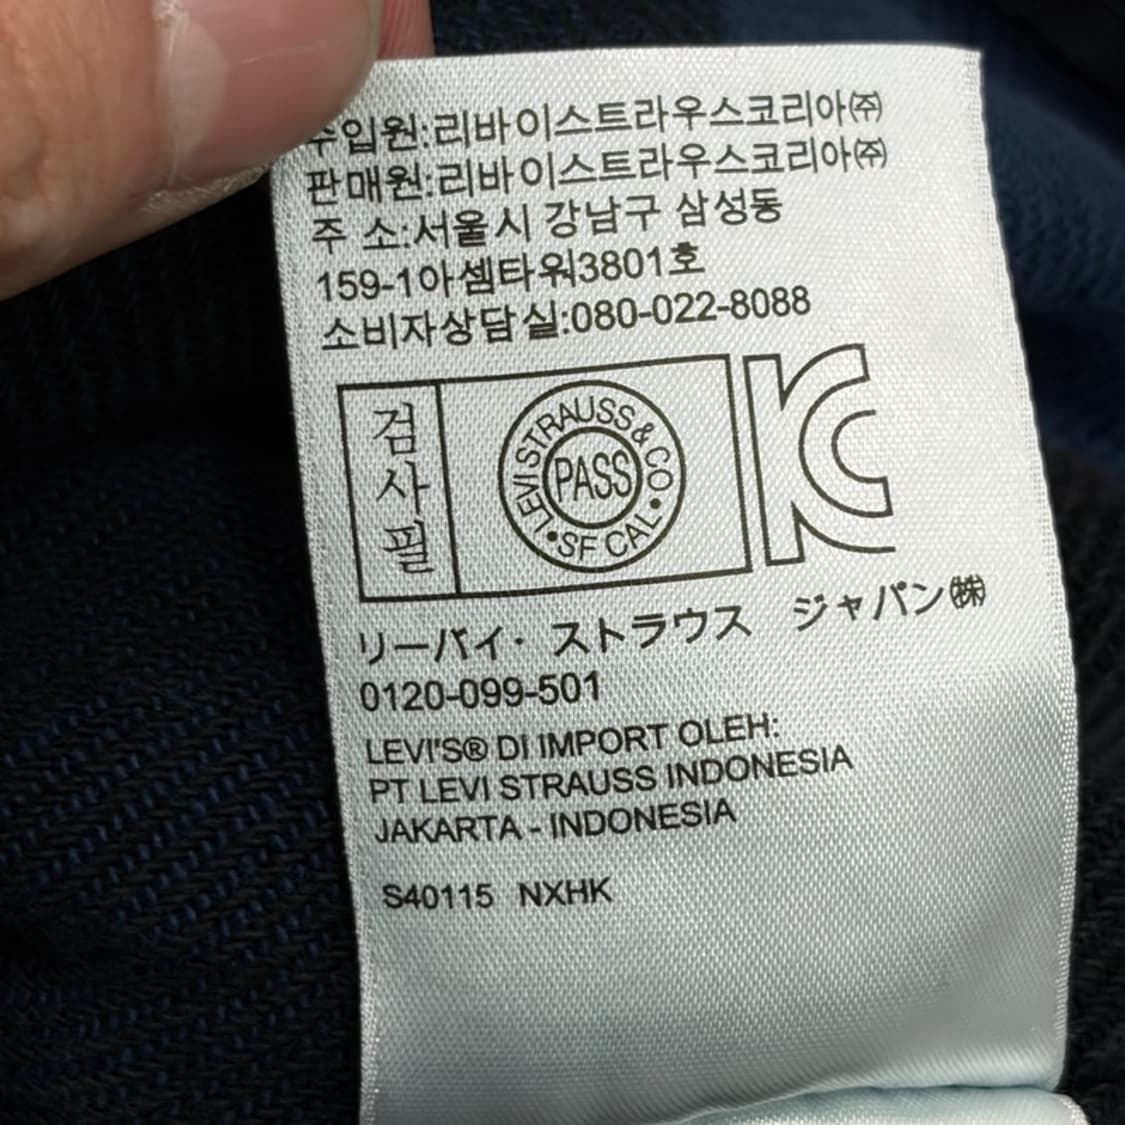 수입원:리바이스트라우스코리아㈜
판매원:리바이스트라우스코리아㈜
주 소:서울시 강남구 삼성동
159-1아셈타워3801호
소비자상담실:080-022-8088
검사필
LEVI STRAUSS & CO • SF CAL •
PASS
KC
リーバイ・ストラウス ジャパン㈱
0120-099-501
LEVI'S® DI IMPORT OLEH:
PT LEVI STRAUSS INDONESIA
JAKARTA - INDONESIA
S40115 NXHK